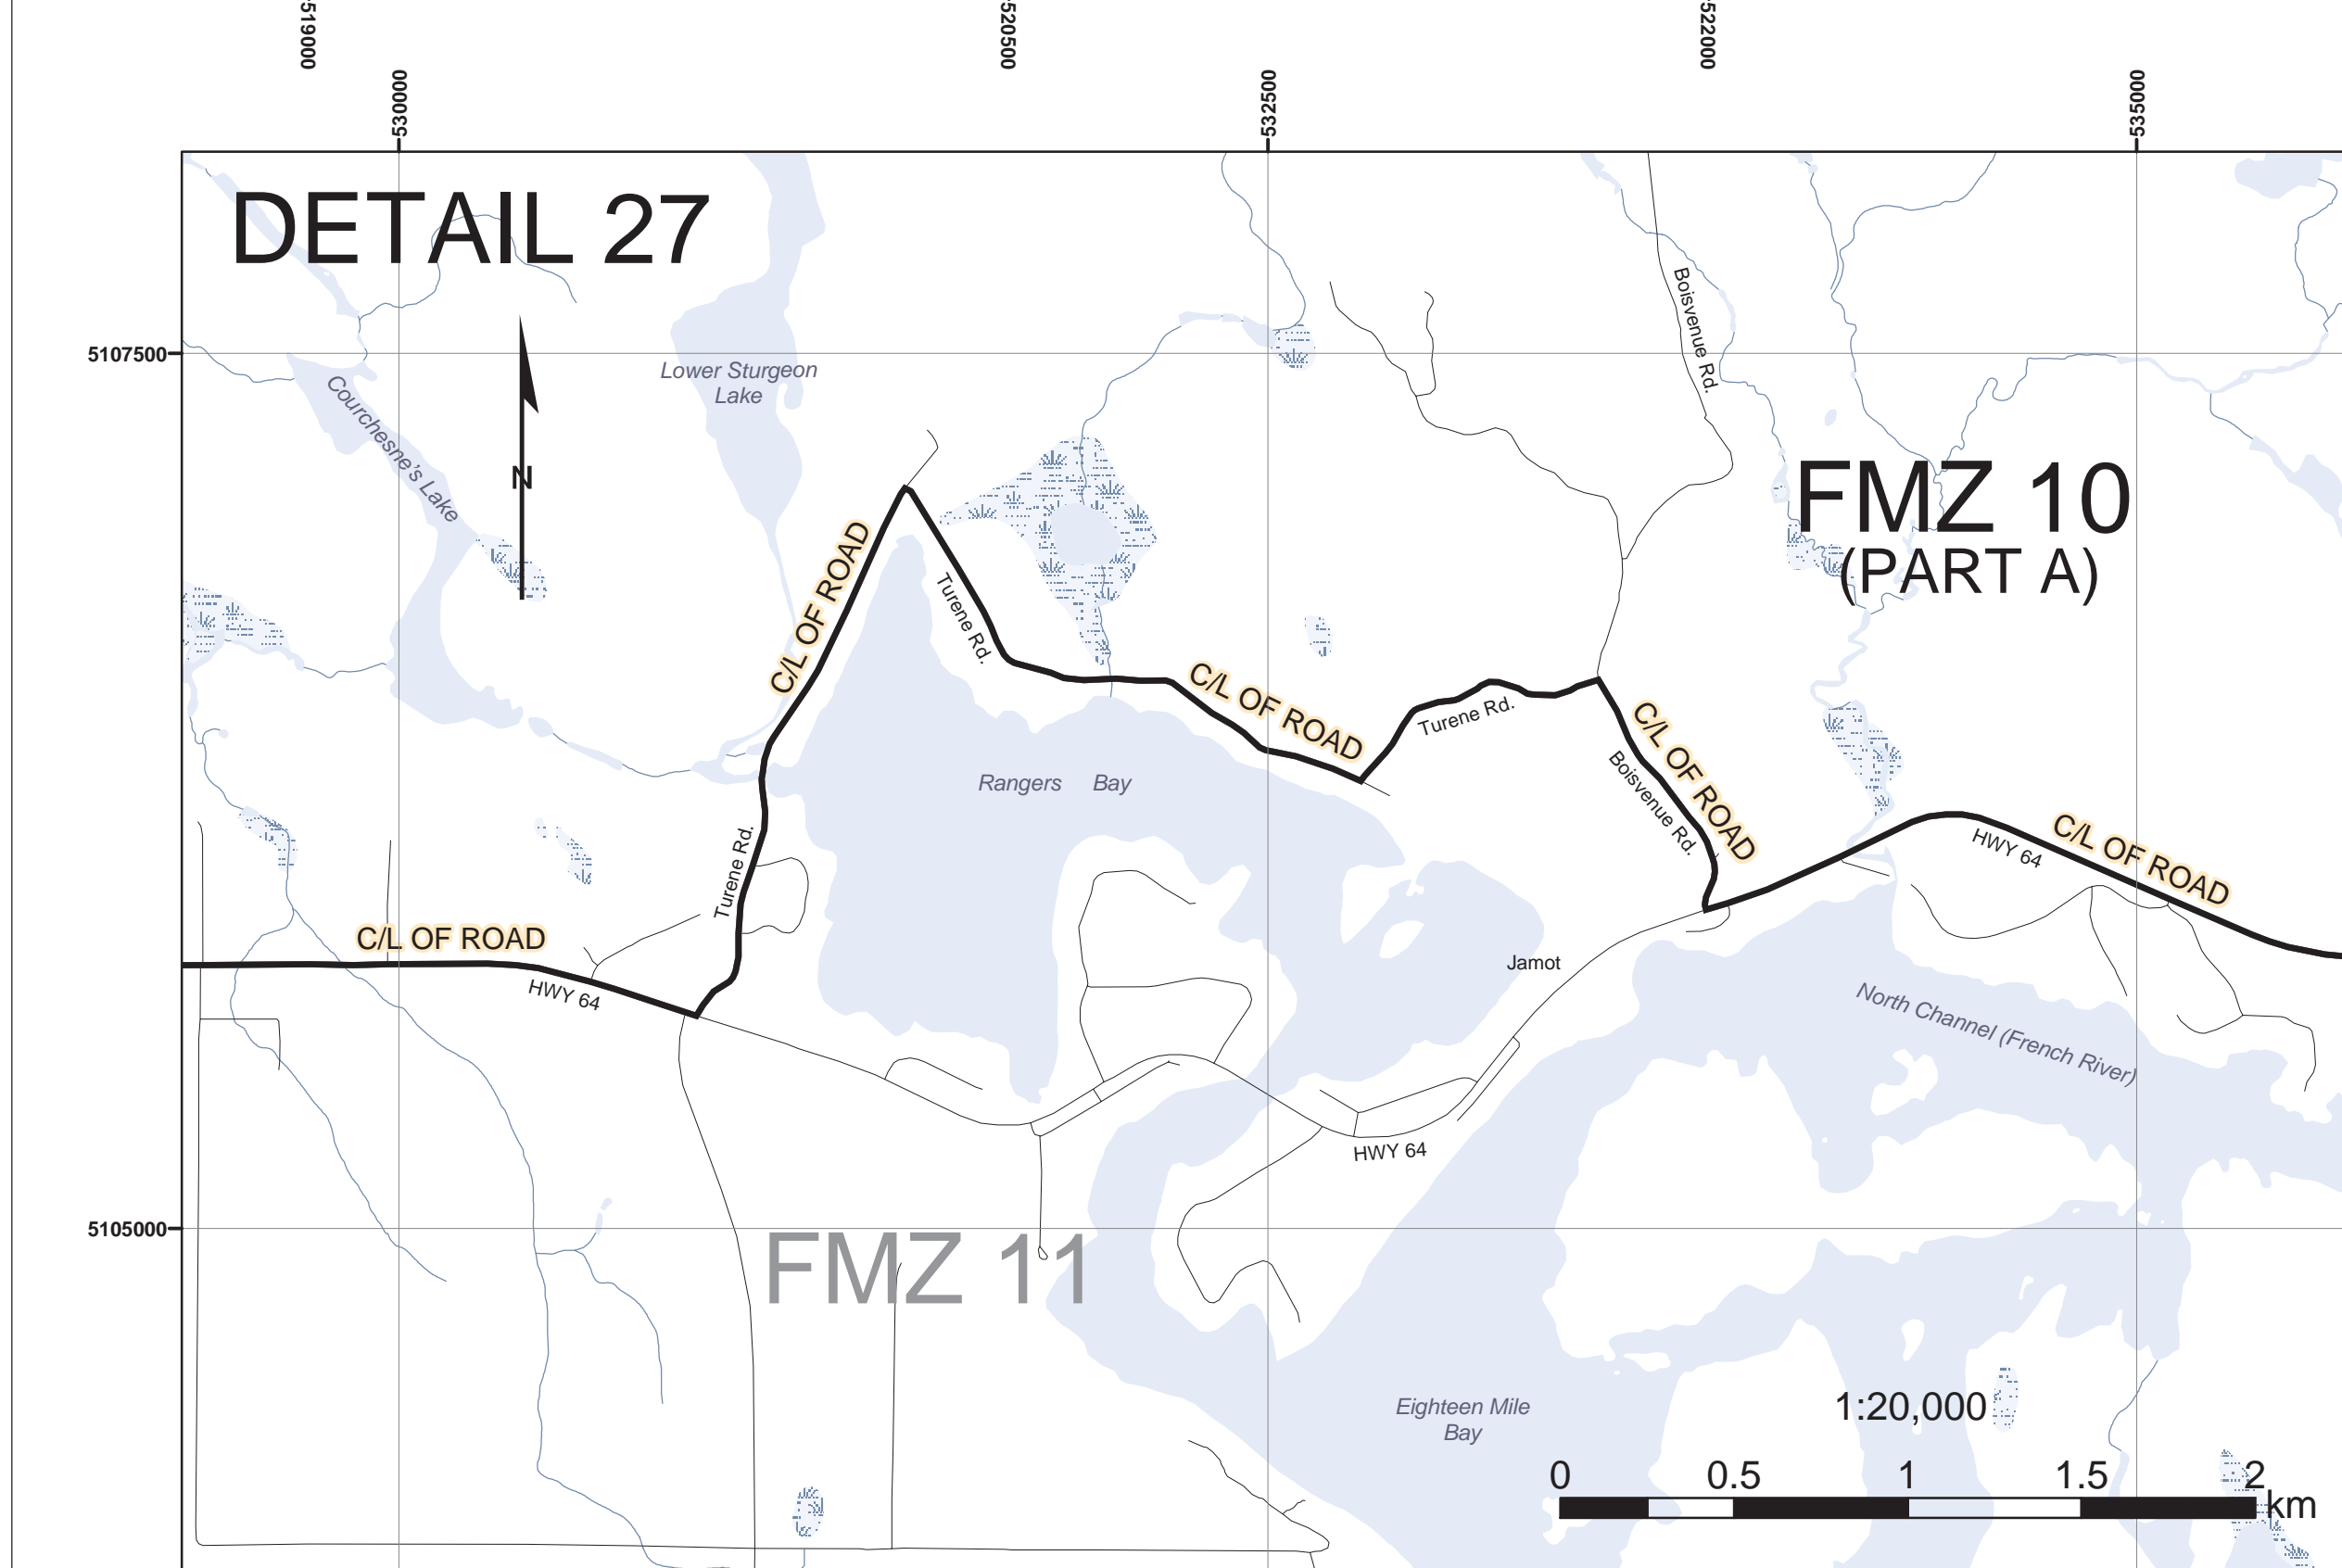 519000
520500
522000
530000
532500
535000
DETAIL 27
Boisvenue Rd.
5107500
Lower Sturgeon
Lake
Courchesne's Lake
N
FMZ 10
(PART A)
C/L OF ROAD
Turene Rd.
C/L OF ROAD
Turene Rd.
C/L OF ROAD
Boisvenue Rd.
Rangers Bay
C/L OF ROAD
HWY 64
Turene Rd.
C/L OF ROAD
HWY 64
Jamot
North Channel (French River)
HWY 64
5105000
FMZ 11
Eighteen Mile
Bay
1:20,000
0 0.5 1 1.5 2
km